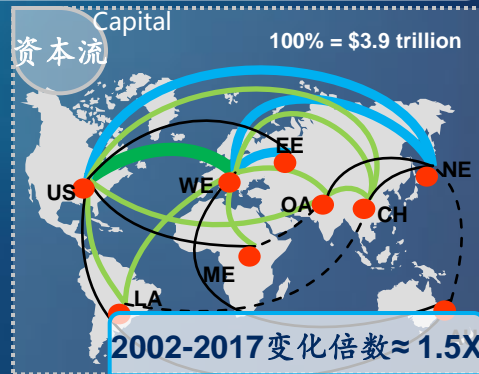 Capital
资本流
100% = $3.9 trillion
EE
NE
US
WE
OA
CH
ME
LA
2002-2017变化倍数≈ 1.5X